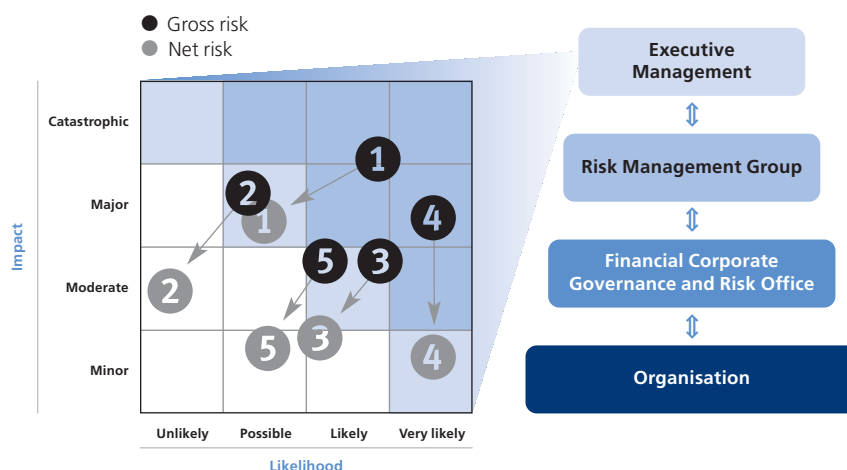 Gross risk
Net risk
Executive
Management
Catastrophic
1
Risk Management Group
2
Major
1
4
Impact
5
3
Financial Corporate
Governance and Risk Office
Moderate
2
3
5
4
Minor
Organisation
Unlikely
Possible
Likely
Very likely
Likelihood